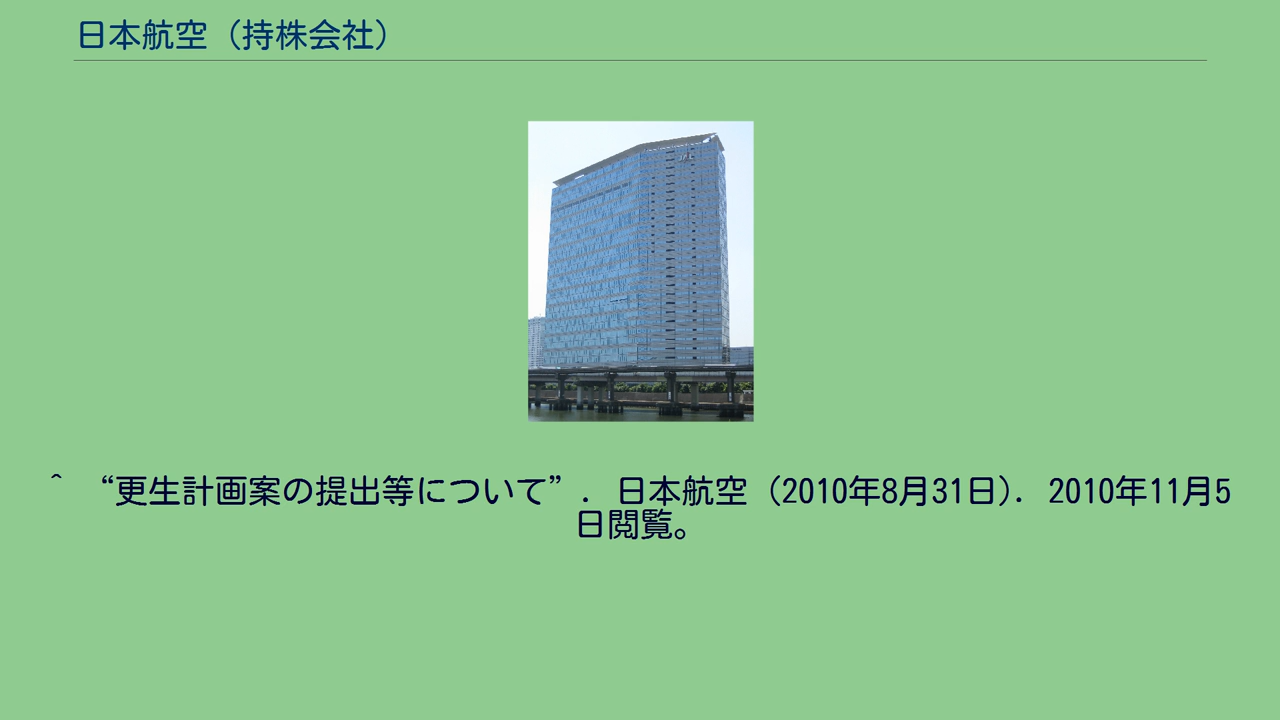 日本航空（持株会社）
^ “更生計画案の提出等について”. 日本航空 (2010年8月31日). 2010年11月5
日閲覧。